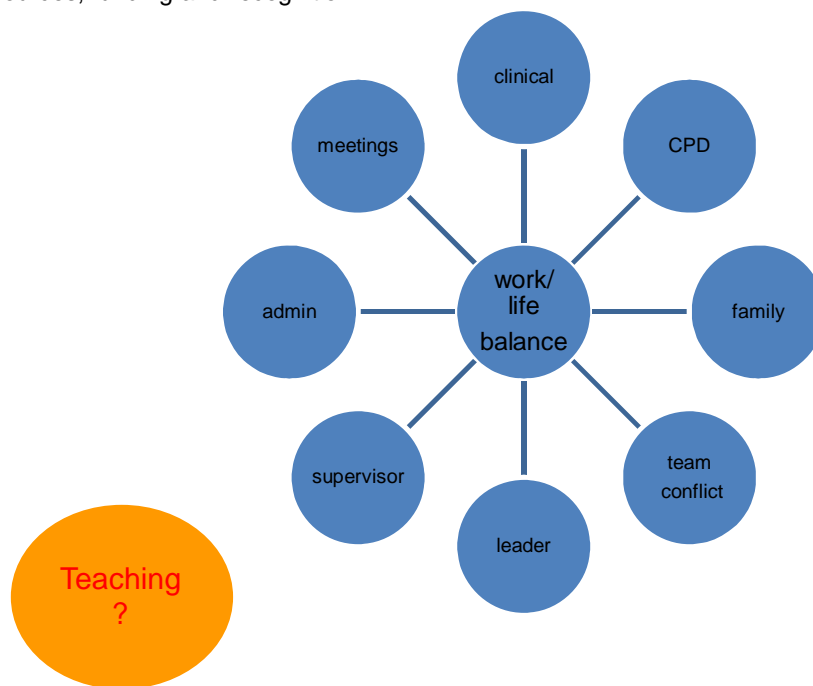 clinical
meetings
CPD
work/
life
balance
admin
family
supervisor
team
conflict
leader
Teaching
?